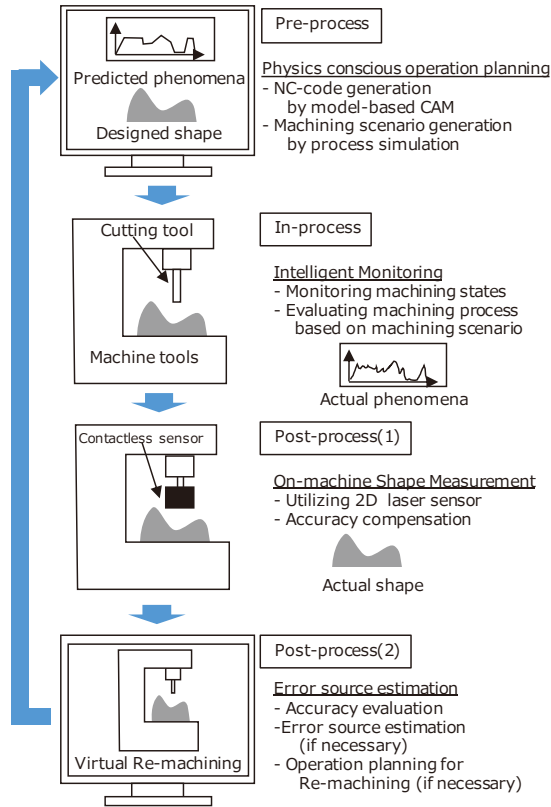 Pre-process
Predicted phenomena
Designed shape
Physics conscious operation planning
- NC-code generation
by model-based CAM
- Machining scenario generation
by process simulation
In-process
Cutting tool
Machine tools
Intelligent Monitoring
- Monitoring machining states
- Evaluating machining process
based on machining scenario
Actual phenomena
Post-process(1)
Contactless sensor
On-machine Shape Measurement
- Utilizing 2D laser sensor
- Accuracy compensation
Actual shape
Post-process(2)
Virtual Re-machining
Error source estimation
- Accuracy evaluation
-Error source estimation
(if necessary)
- Operation planning for
Re-machining (if necessary)